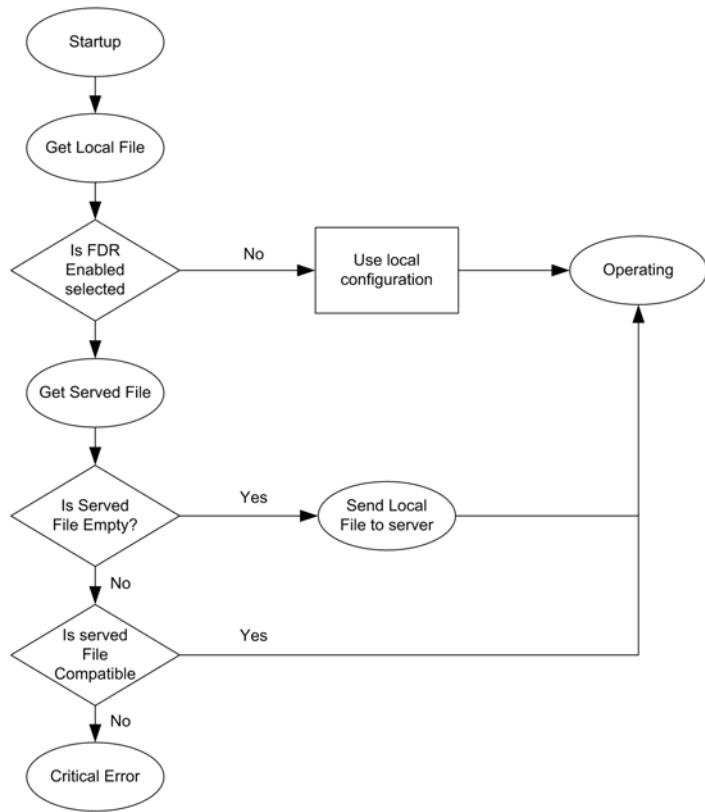 Startup
Get Local File
Is FDR
Enabled
selected
No
Use local
configuration
Operating
Get Served File
Is Served
File Empty?
Yes
Send Local
File to server
No
Is served
File
Compatible
Yes
No
Critical Error